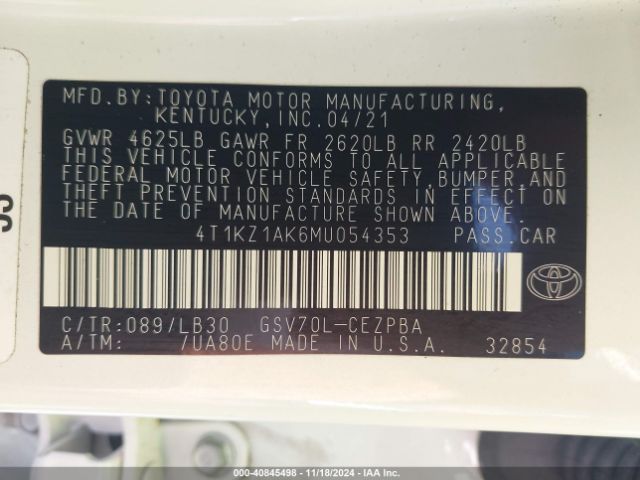 MFD.BY:TOYOTA MOTOR MANUFACTURING,
KENTUCKY,INC.04/21
GVWR 4625LB GAWR FR 2620LB RR 2420LB
THIS VEHICLE CONFORMS TO ALL APPLICABLE
FEDERAL MOTOR VEHICLE SAFETY,BUMPER,AND
THEFT PREVENTION STANDARDS IN EFFECT ON
THE DATE OF MANUFACTURE SHOWN ABOVE.
4T1KZ1AK6MU054353 PASS.CAR
C/TR:089/LB30 GSV70L-CEZPBA
A/TM: /UA80E MADE IN U.S.A. 32854
000-40845498 | 11/18/2024 | IAA Inc.